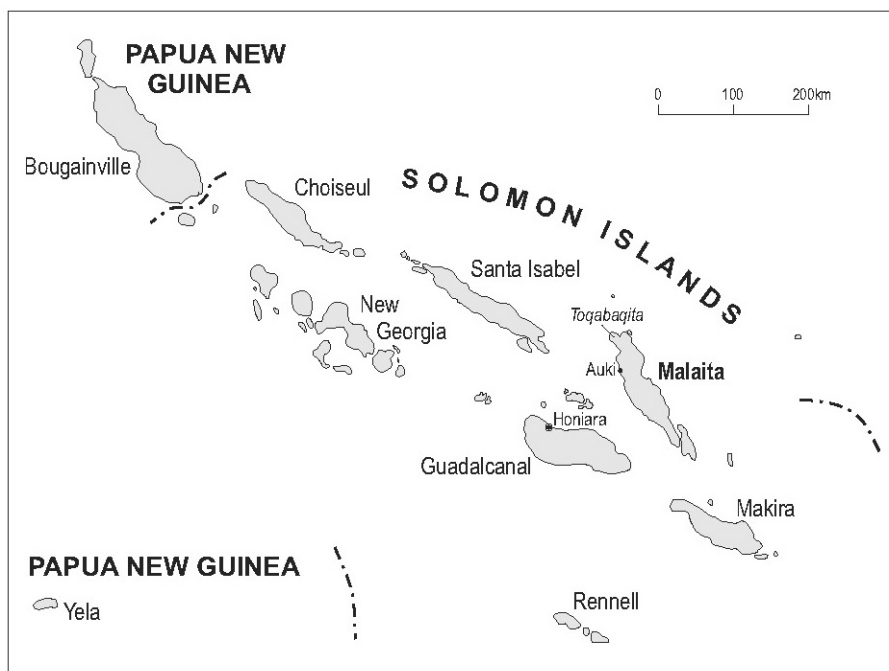 PAPUA NEW
GUINEA
0 100 200km
Bougainville
Choiseul
SOLOMON ISLANDS
Santa Isabel
New
Georgia
Toqabaqita
Auki
Malaita
Honiara
Guadalcanal
Makira
PAPUA NEW GUINEA
Yela
Rennell